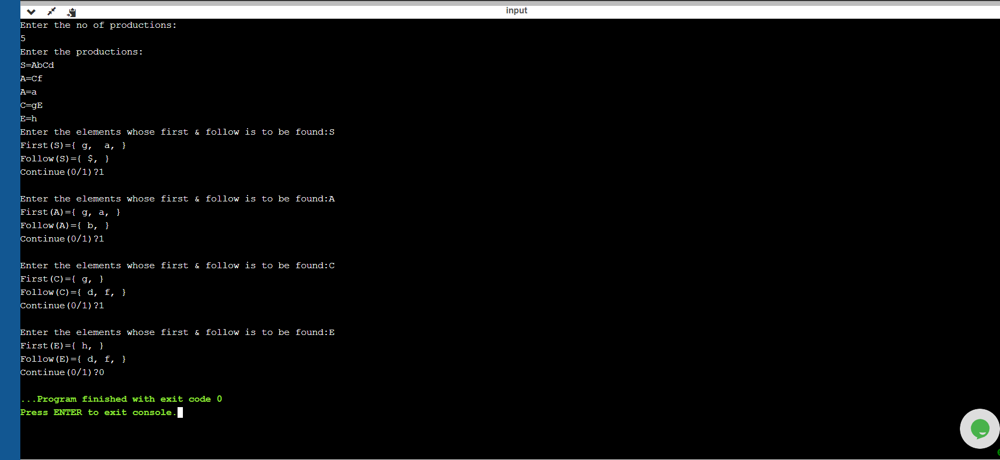 input
Enter the no of productions:
5
Enter the productions:
S=AbCd
A=Cf
A=a
C=gE
E=h
Enter the elements whose first & follow is to be found:S
First(S)={ g,  a, }
Follow(S)={ $, }
Continue(0/1)?1
Enter the elements whose first & follow is to be found:A
First(A)={ g, a, }
Follow(A)={ b, }
Continue(0/1)?1
Enter the elements whose first & follow is to be found:C
First(C)={ g, }
Follow(C)={ d, f, }
Continue(0/1)?1
Enter the elements whose first & follow is to be found:E
First(E)={ h, }
Follow(E)={ d, f, }
Continue(0/1)?0
...Program finished with exit code 0
Press ENTER to exit console.